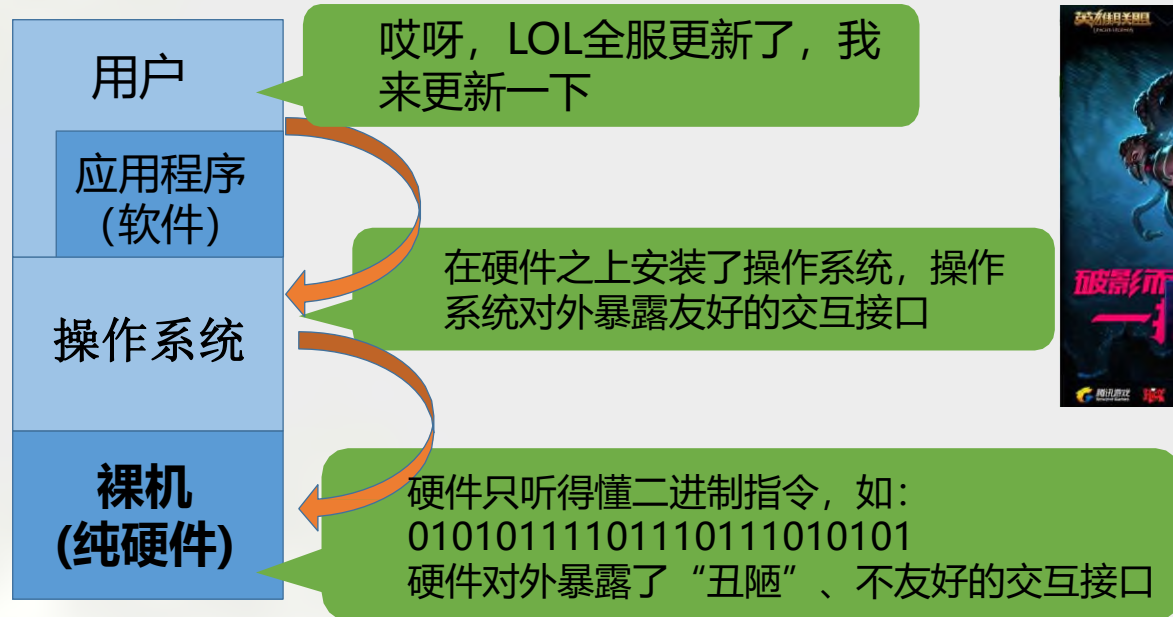 用户
哎呀，LOL全服更新了，我
来更新一下
应用程序
(软件)
在硬件之上安装了操作系统，操作
系统对外暴露友好的交互接口
操作系统
裸机
(纯硬件)
硬件只听得懂二进制指令，如：
010101111011110111010101
硬件对外暴露了“丑陋”、不友好的交互接口
英雄联盟
腾讯游戏